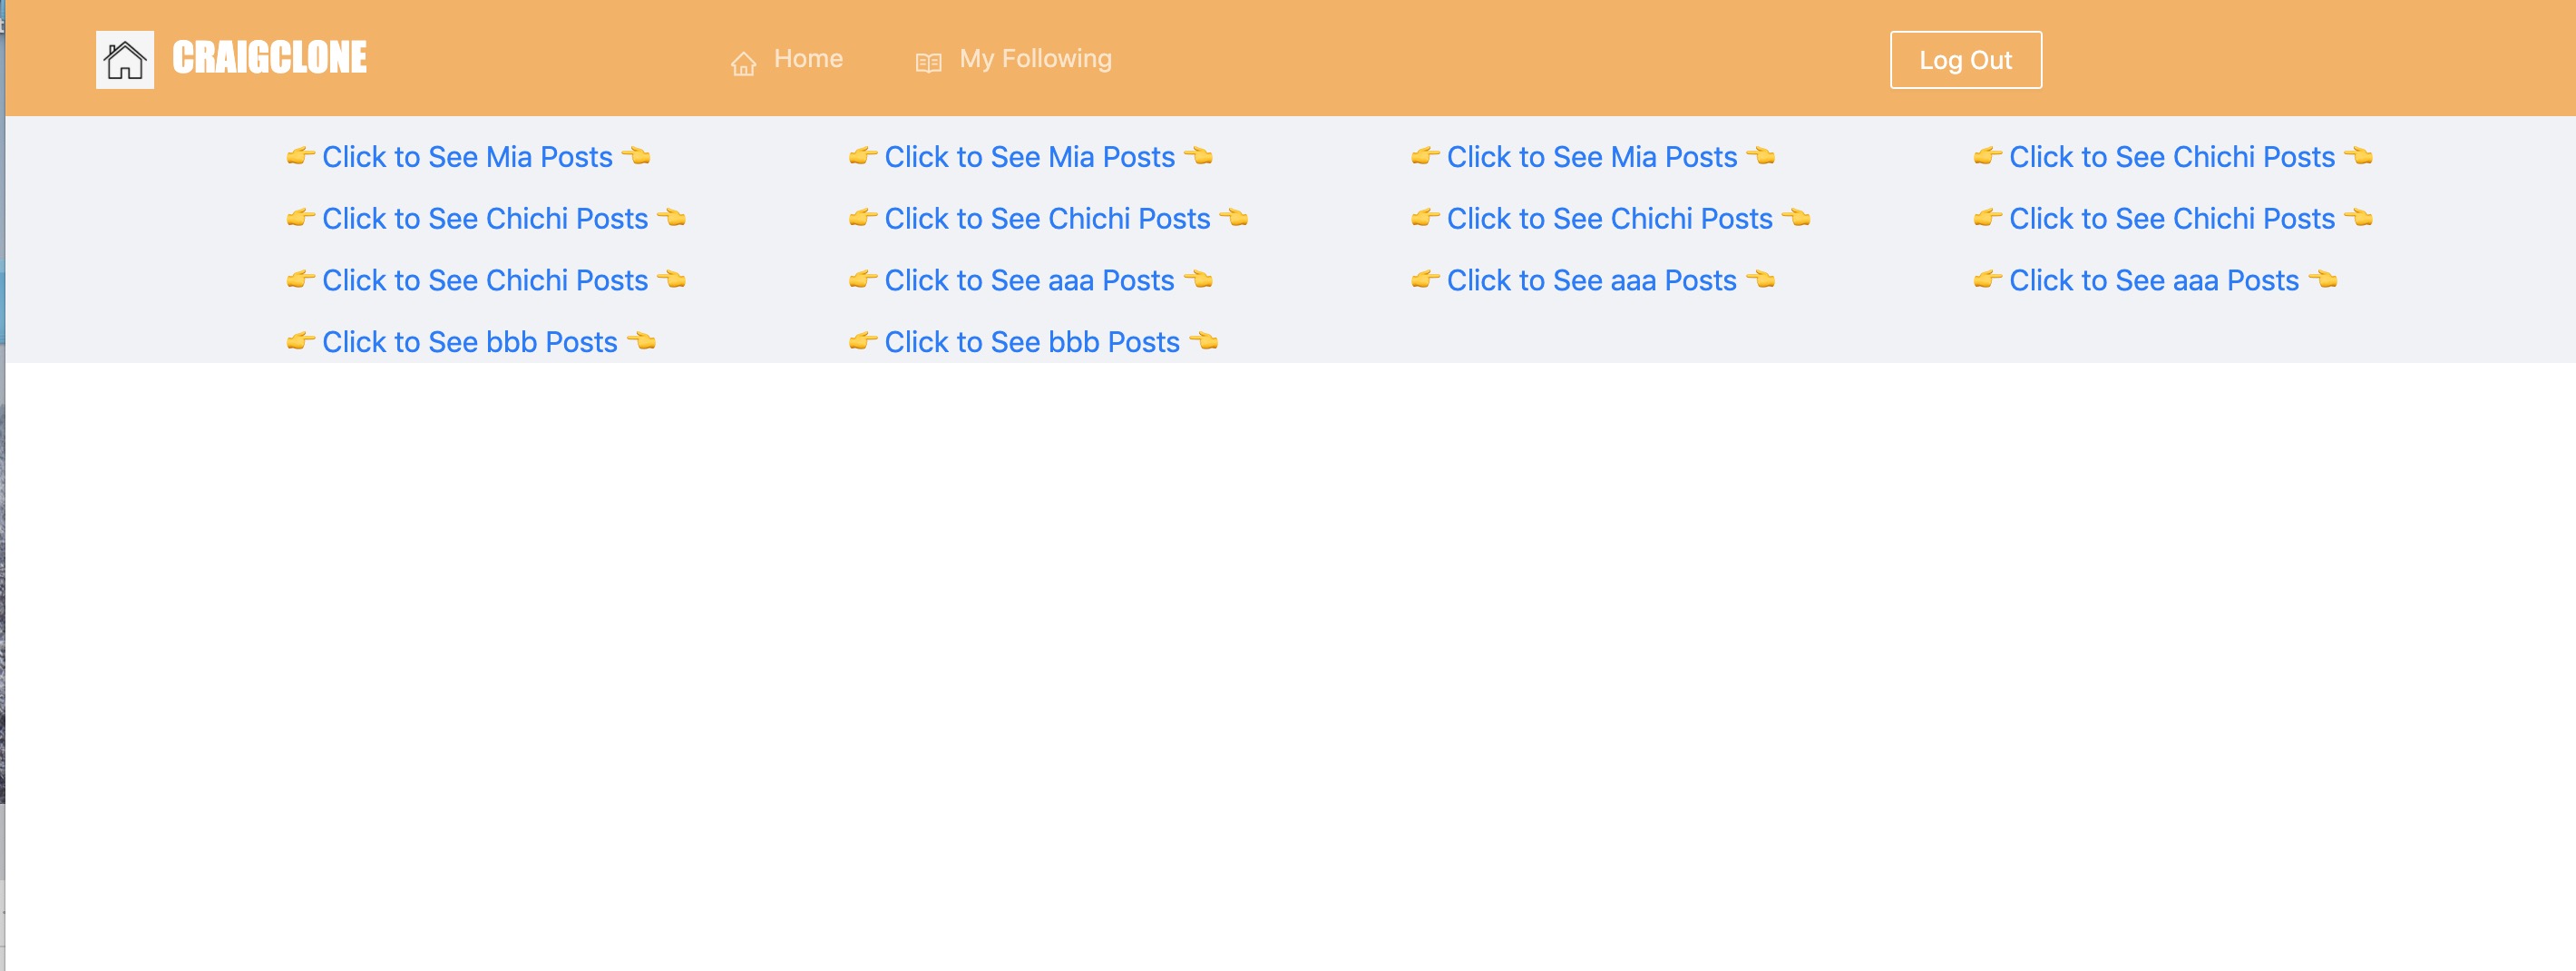 CRAIGCLONE Home My Following Log Out
👉 Click to See Mia Posts 👈 👉 Click to See Mia Posts 👈 👉 Click to See Mia Posts 👈 👉 Click to See Chichi Posts 👈
👉 Click to See Chichi Posts 👈 👉 Click to See Chichi Posts 👈 👉 Click to See Chichi Posts 👈 👉 Click to See Chichi Posts 👈
👉 Click to See Chichi Posts 👈 👉 Click to See aaa Posts 👈 👉 Click to See aaa Posts 👈 👉 Click to See aaa Posts 👈
👉 Click to See bbb Posts 👈 👉 Click to See bbb Posts 👈